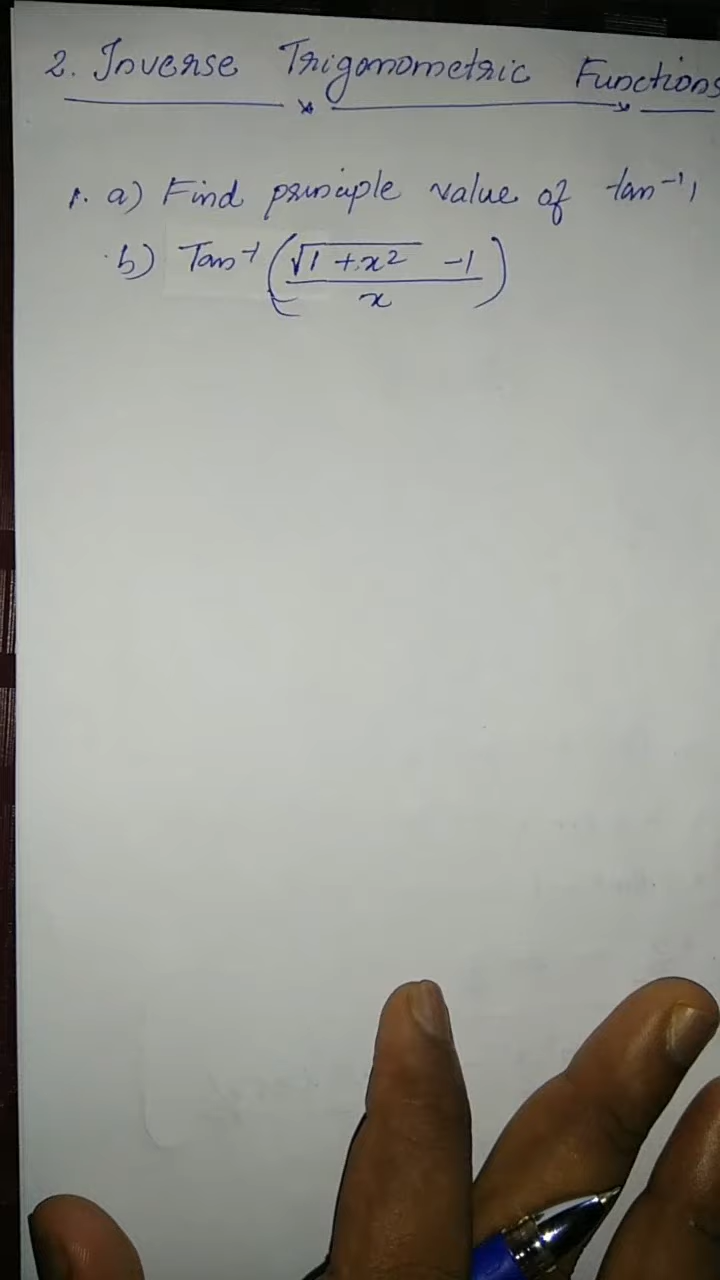 2. Inverse Trigonometric Functions
1. a) Find principle value of tan⁻¹1
b) Tan⁻¹(√(1+x²) -1 / x)